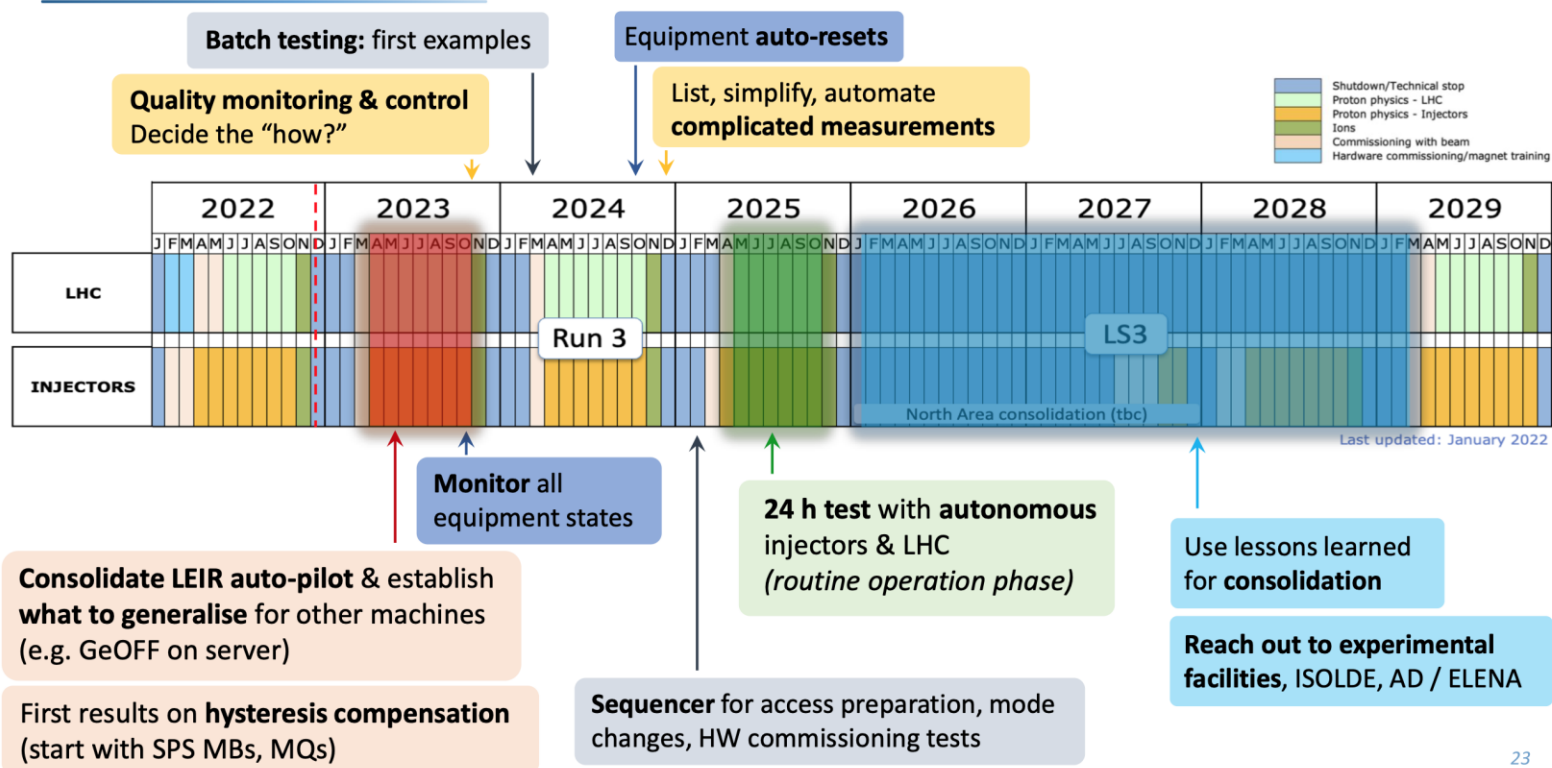 Batch testing: first examples
Equipment auto-resets
Quality monitoring & control
Decide the “how?”
List, simplify, automate
complicated measurements
Shutdown/Technical stop
Proton physics - LHC
Proton physics - Injectors
Ions
Commissioning with beam
Hardware commissioning/magnet training
2022 2023 2024 2025 2026 2027 2028 2029
J F M A M J J A S O N D J F M A M J J A S O N D J F M A M J J A S O N D J F M A M J J A S O N D J F M A M J J A S O N D J F M A M J J A S O N D J F M A M J J A S O N D J F M A M J J A S O N D
LHC
Run 3
LS3
INJECTORS
North Area consolidation (tbc)
Last updated: January 2022
Monitor all
equipment states
24 h test with autonomous
injectors & LHC
(routine operation phase)
Use lessons learned
for consolidation
Consolidate LEIR auto-pilot & establish
what to generalise for other machines
(e.g. GeOFF on server)
Reach out to experimental
facilities, ISOLDE, AD / ELENA
First results on hysteresis compensation
(start with SPS MBs, MQs)
Sequencer for access preparation, mode
changes, HW commissioning tests
23